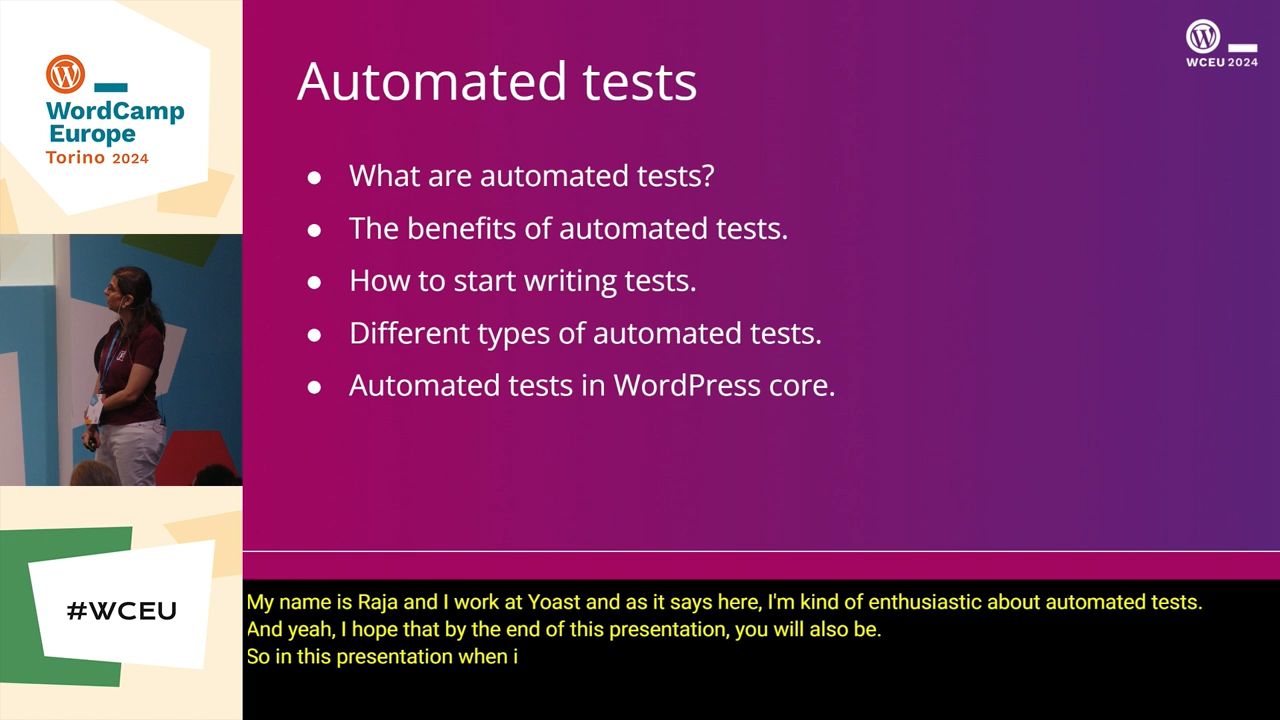 WordCamp
Europe
Torino 2024
#WCEU
WCEU 2024
Automated tests
● What are automated tests?
● The benefits of automated tests.
● How to start writing tests.
● Different types of automated tests.
● Automated tests in WordPress core.
My name is Raja and I work at Yoast and as it says here, I'm kind of enthusiastic about automated tests.
And yeah, I hope that by the end of this presentation, you will also be.
So in this presentation when i